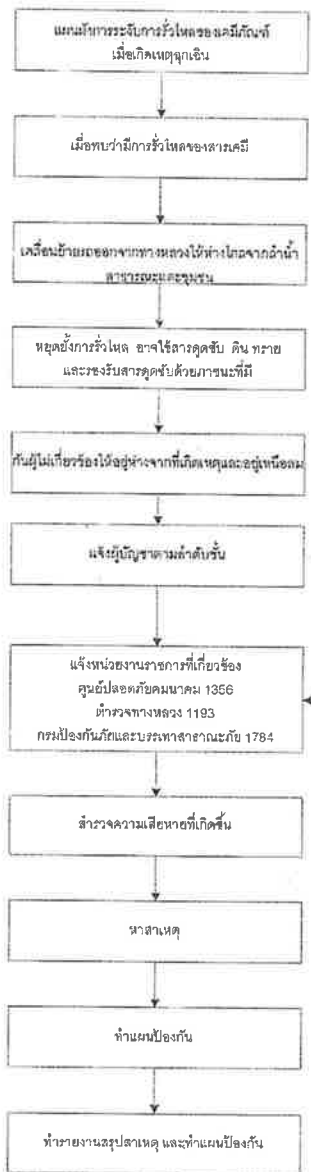 แผนผังการระงับการรั่วไหลของเคมีภัณฑ์
เมื่อเกิดเหตุฉุกเฉิน
เมื่อพบว่ามีการรั่วไหลของสารเคมี
เคลื่อนย้ายรถออกจากทางหลวงให้ห่างไกลจากลำน้ำ
สาธารณะและชุมชน
หยุดยั้งการรั่วไหล อาจใช้สารดูดซับ ดิน ทราย
และรองรับสารดูดซับด้วยภาชนะที่มี
กันผู้ไม่เกี่ยวข้องให้อยู่ห่างจากที่เกิดเหตุและอยู่เหนือลม
แจ้งผู้บัญชาตามลำดับชั้น
แจ้งหน่วยงานราชการที่เกี่ยวข้อง
ศูนย์ปลอดภัยคมนาคม 1356
ตำรวจทางหลวง 1193
กรมป้องกันภัยและบรรเทาสาธาณะภัย 1784
สำรวจความเสียหายที่เกิดขึ้น
หาสาเหตุ
ทำแผนป้องกัน
ทำรายงานสรุปสาเหตุ และทำแผนป้องกัน